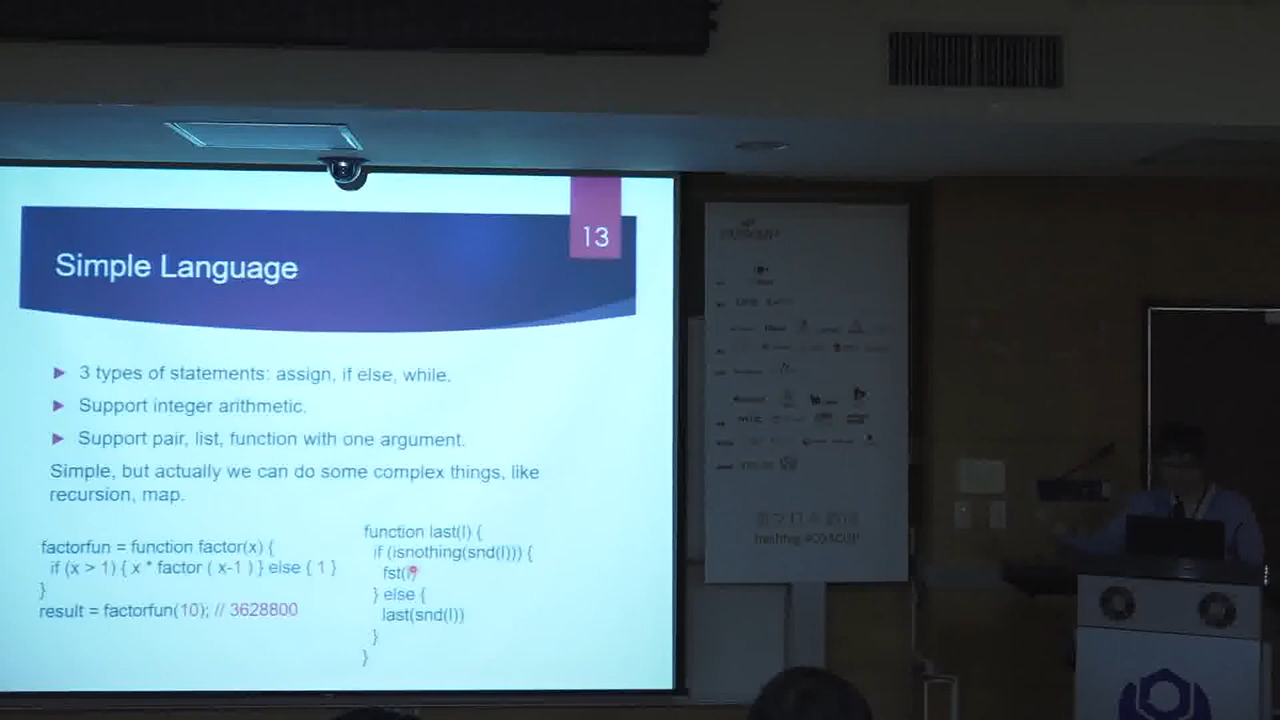 13
Simple Language
3 types of statements: assign, if else, while.
Support integer arithmetic.
Support pair, list, function with one argument.
Simple, but actually we can do some complex things, like
recursion, map.
factorfun = function factor(x) {
if (x > 1) { x * factor ( x-1 ) } else { 1 }
}
result = factorfun(10); // 3628800
function last(l) {
if (isnothing(snd(l))) {
fst(l)
} else {
last(snd(l))
}
}